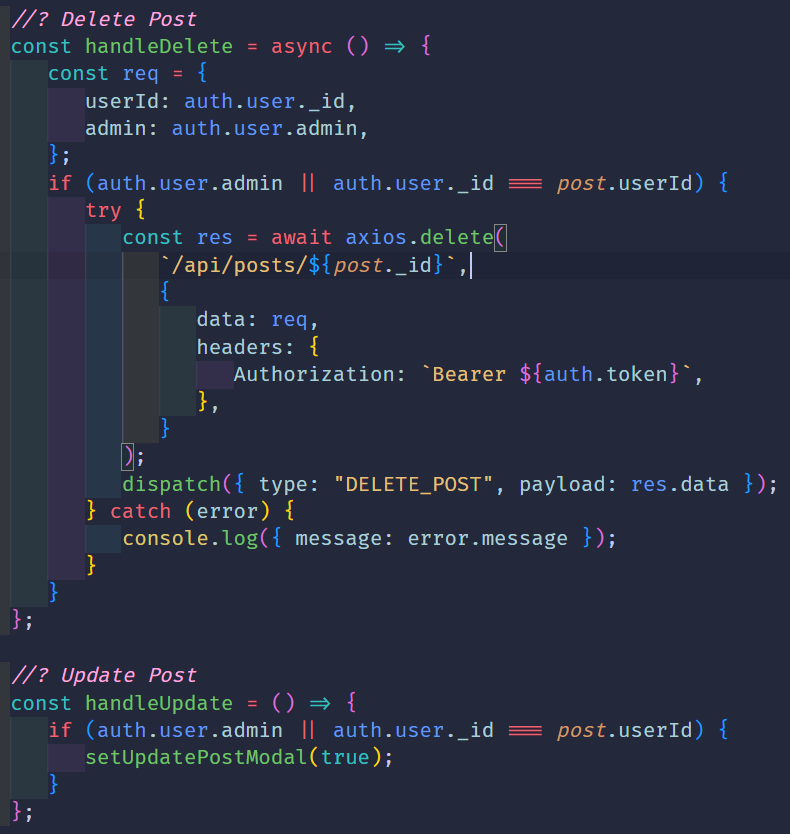 //? Delete Post
const handleDelete = async () => {
const req = {
userId: auth.user._id,
admin: auth.user.admin,
};
if (auth.user.admin || auth.user._id === post.userId) {
try {
const res = await axios.delete(
`/api/posts/${post._id}`,
{
data: req,
headers: {
Authorization: `Bearer ${auth.token}`,
},
}
);
dispatch({ type: "DELETE_POST", payload: res.data });
} catch (error) {
console.log({ message: error.message });
}
}
};
//? Update Post
const handleUpdate = () => {
if (auth.user.admin || auth.user._id === post.userId) {
setUpdatePostModal(true);
}
};